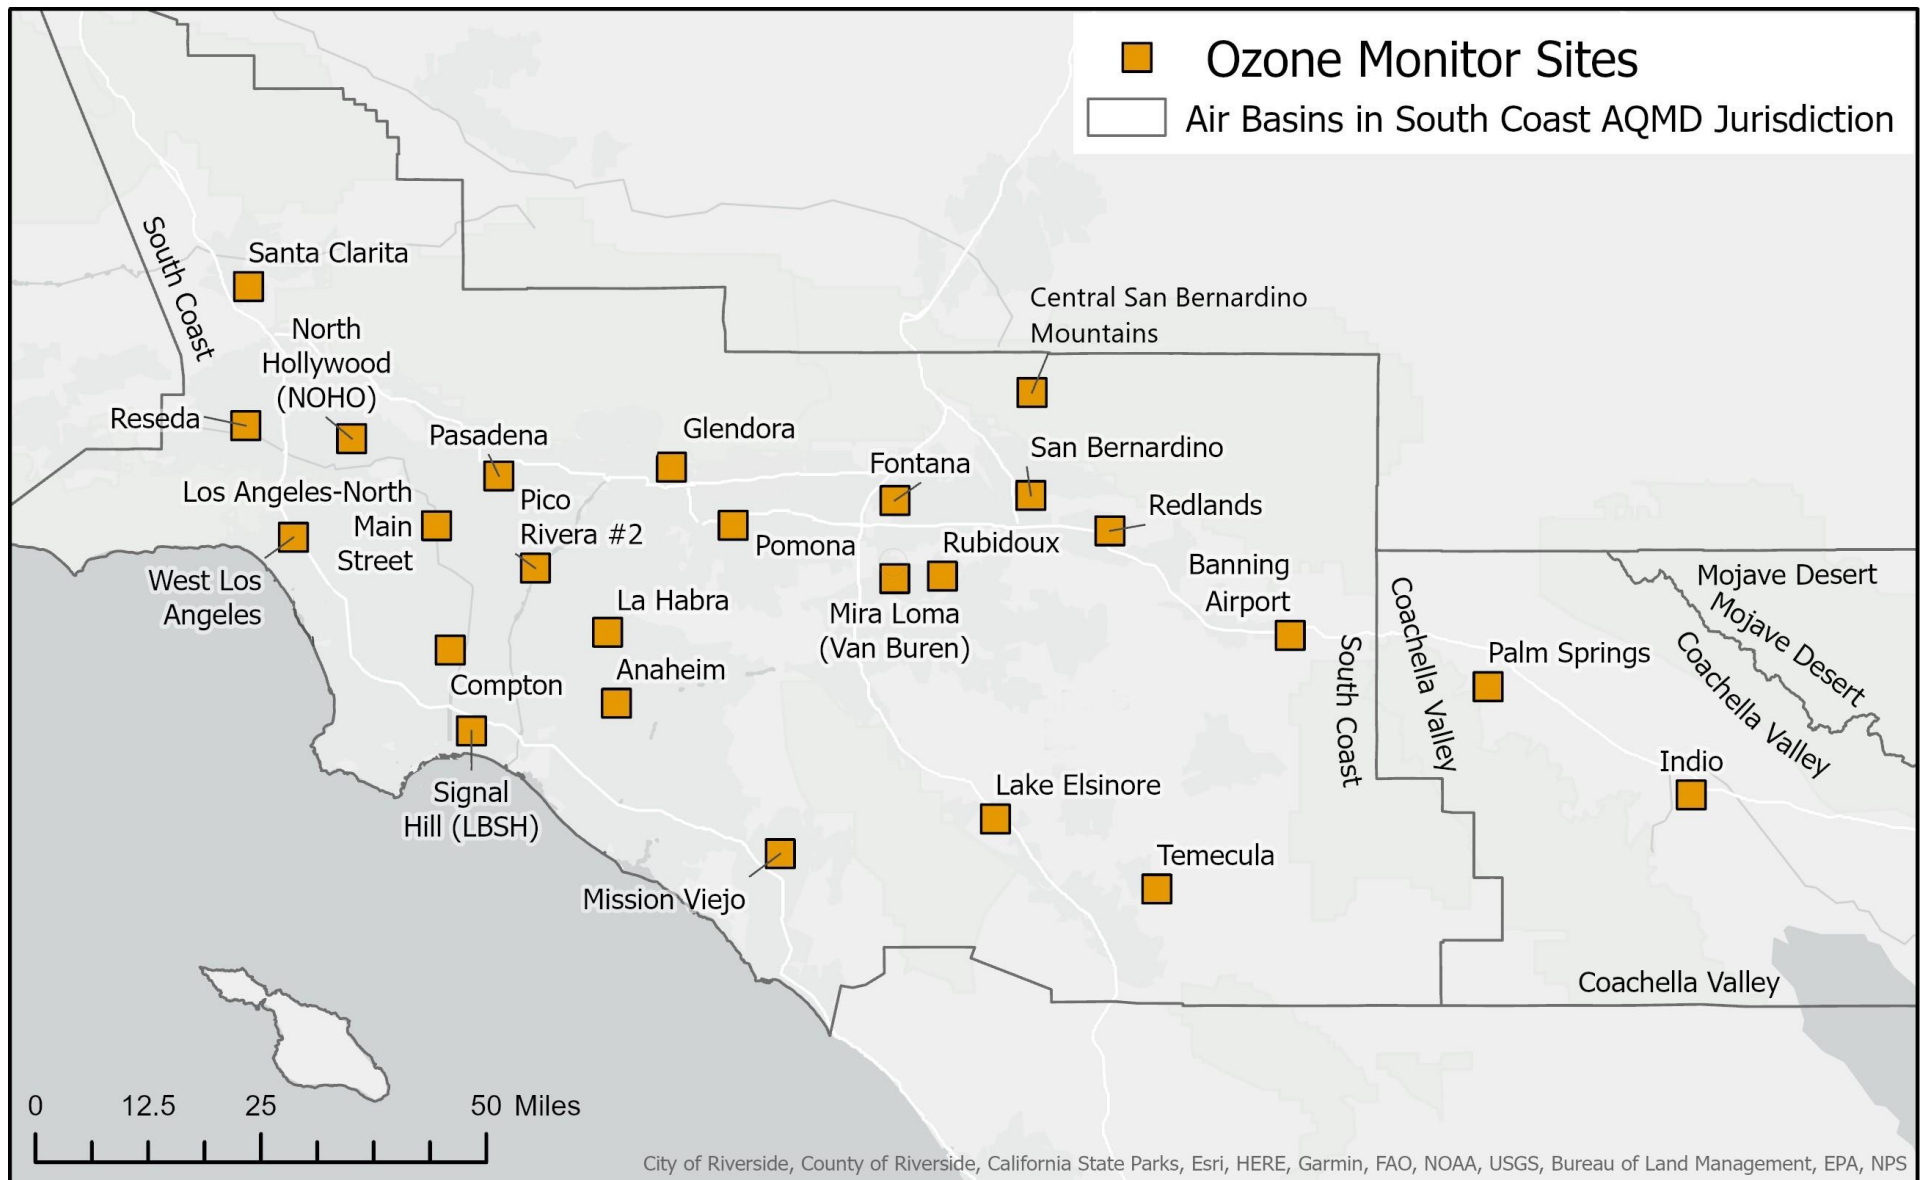 Ozone Monitor Sites
Air Basins in South Coast AQMD Jurisdiction
South Coast
Santa Clarita
North
Hollywood
(NOHO)
Central San Bernardino
Mountains
Reseda
Pasadena
Glendora
Fontana
San Bernardino
Los Angeles-North
Main
Street
Pico
Rivera #2
Pomona
Redlands
Rubidoux
West Los
Angeles
La Habra
Mira Loma
(Van Buren)
Banning
Airport
South Coast
Coachella Valley
Mojave Desert
Mojave Desert
Coachella Valley
Palm Springs
Anaheim
Compton
Signal
Hill (LBSH)
Lake Elsinore
Indio
Temecula
Mission Viejo
Coachella Valley
0 12.5 25 50 Miles
City of Riverside, County of Riverside, California State Parks, Esri, HERE, Garmin, FAO, NOAA, USGS, Bureau of Land Management, EPA, NPS